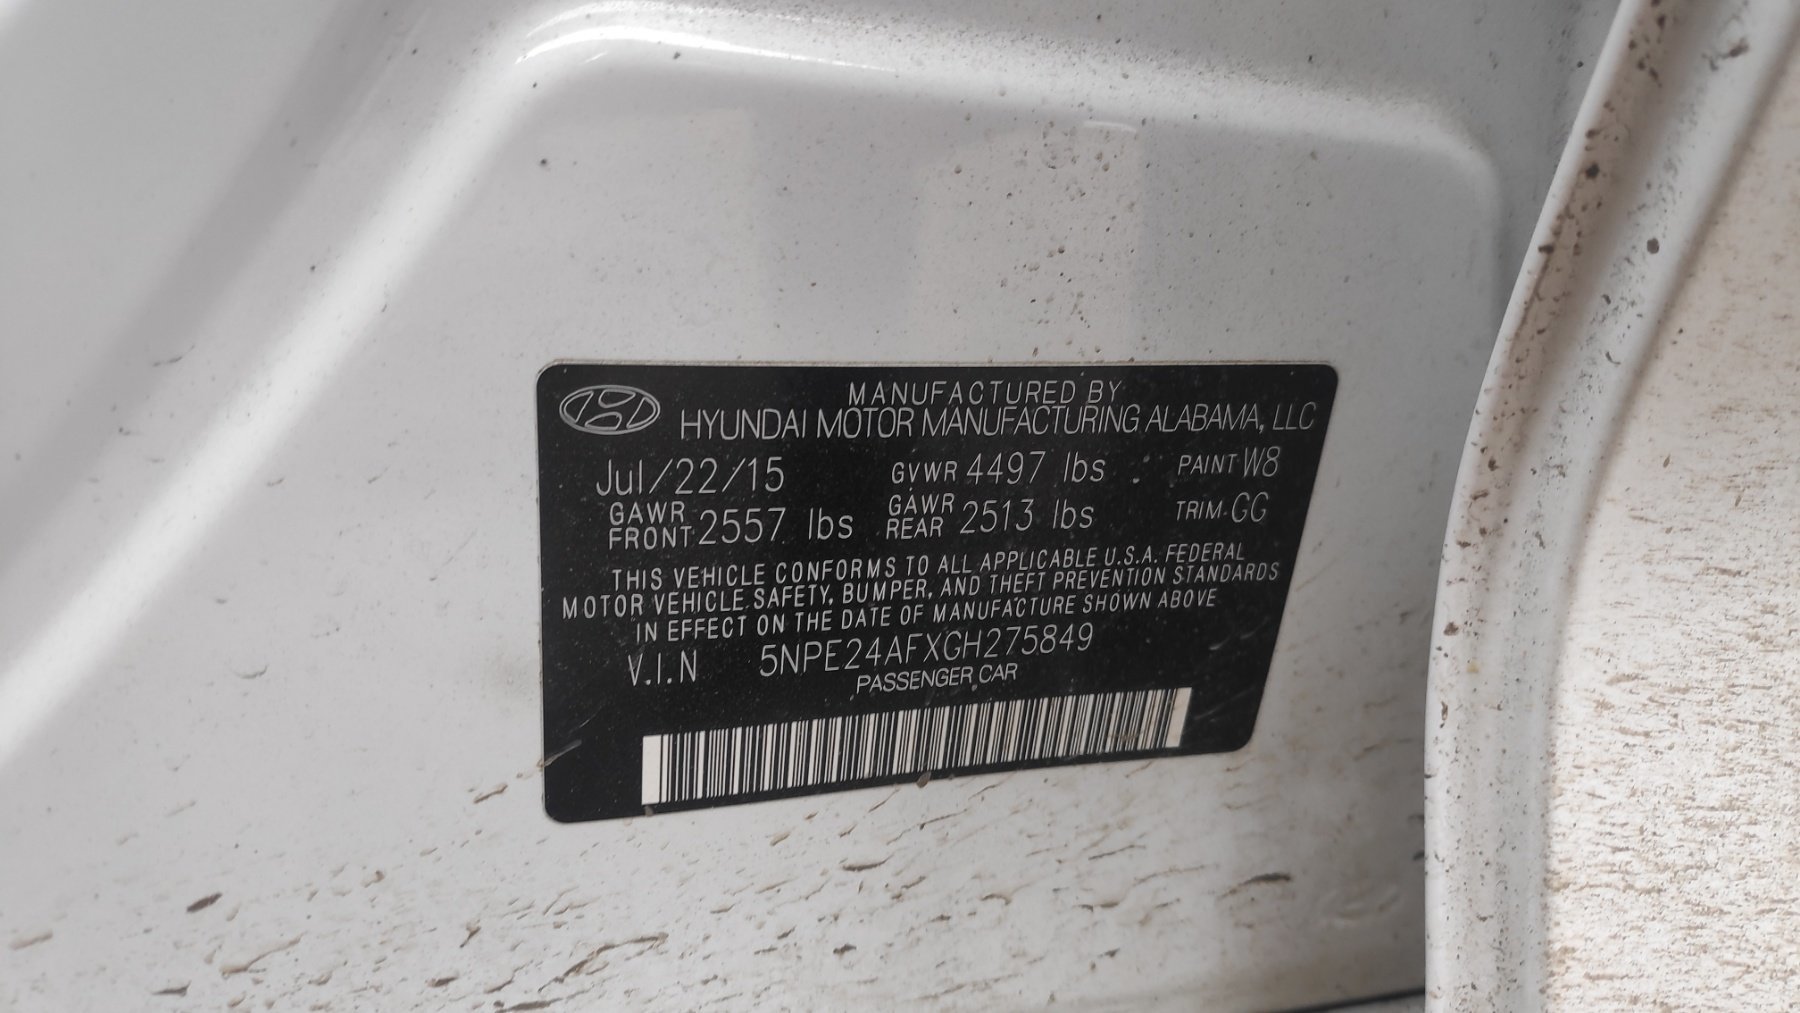 MANUFACTURED BY
HYUNDAI MOTOR MANUFACTURING ALABAMA, LLC
Jul/22/15 GVWR 4497 lbs PAINT W8
GAWR FRONT 2557 lbs GAWR REAR 2513 lbs TRIM GG
THIS VEHICLE CONFORMS TO ALL APPLICABLE U.S.A. FEDERAL
MOTOR VEHICLE SAFETY, BUMPER, AND THEFT PREVENTION STANDARDS
IN EFFECT ON THE DATE OF MANUFACTURE SHOWN ABOVE
V.I.N 5NPE24AFXGH275849
PASSENGER CAR